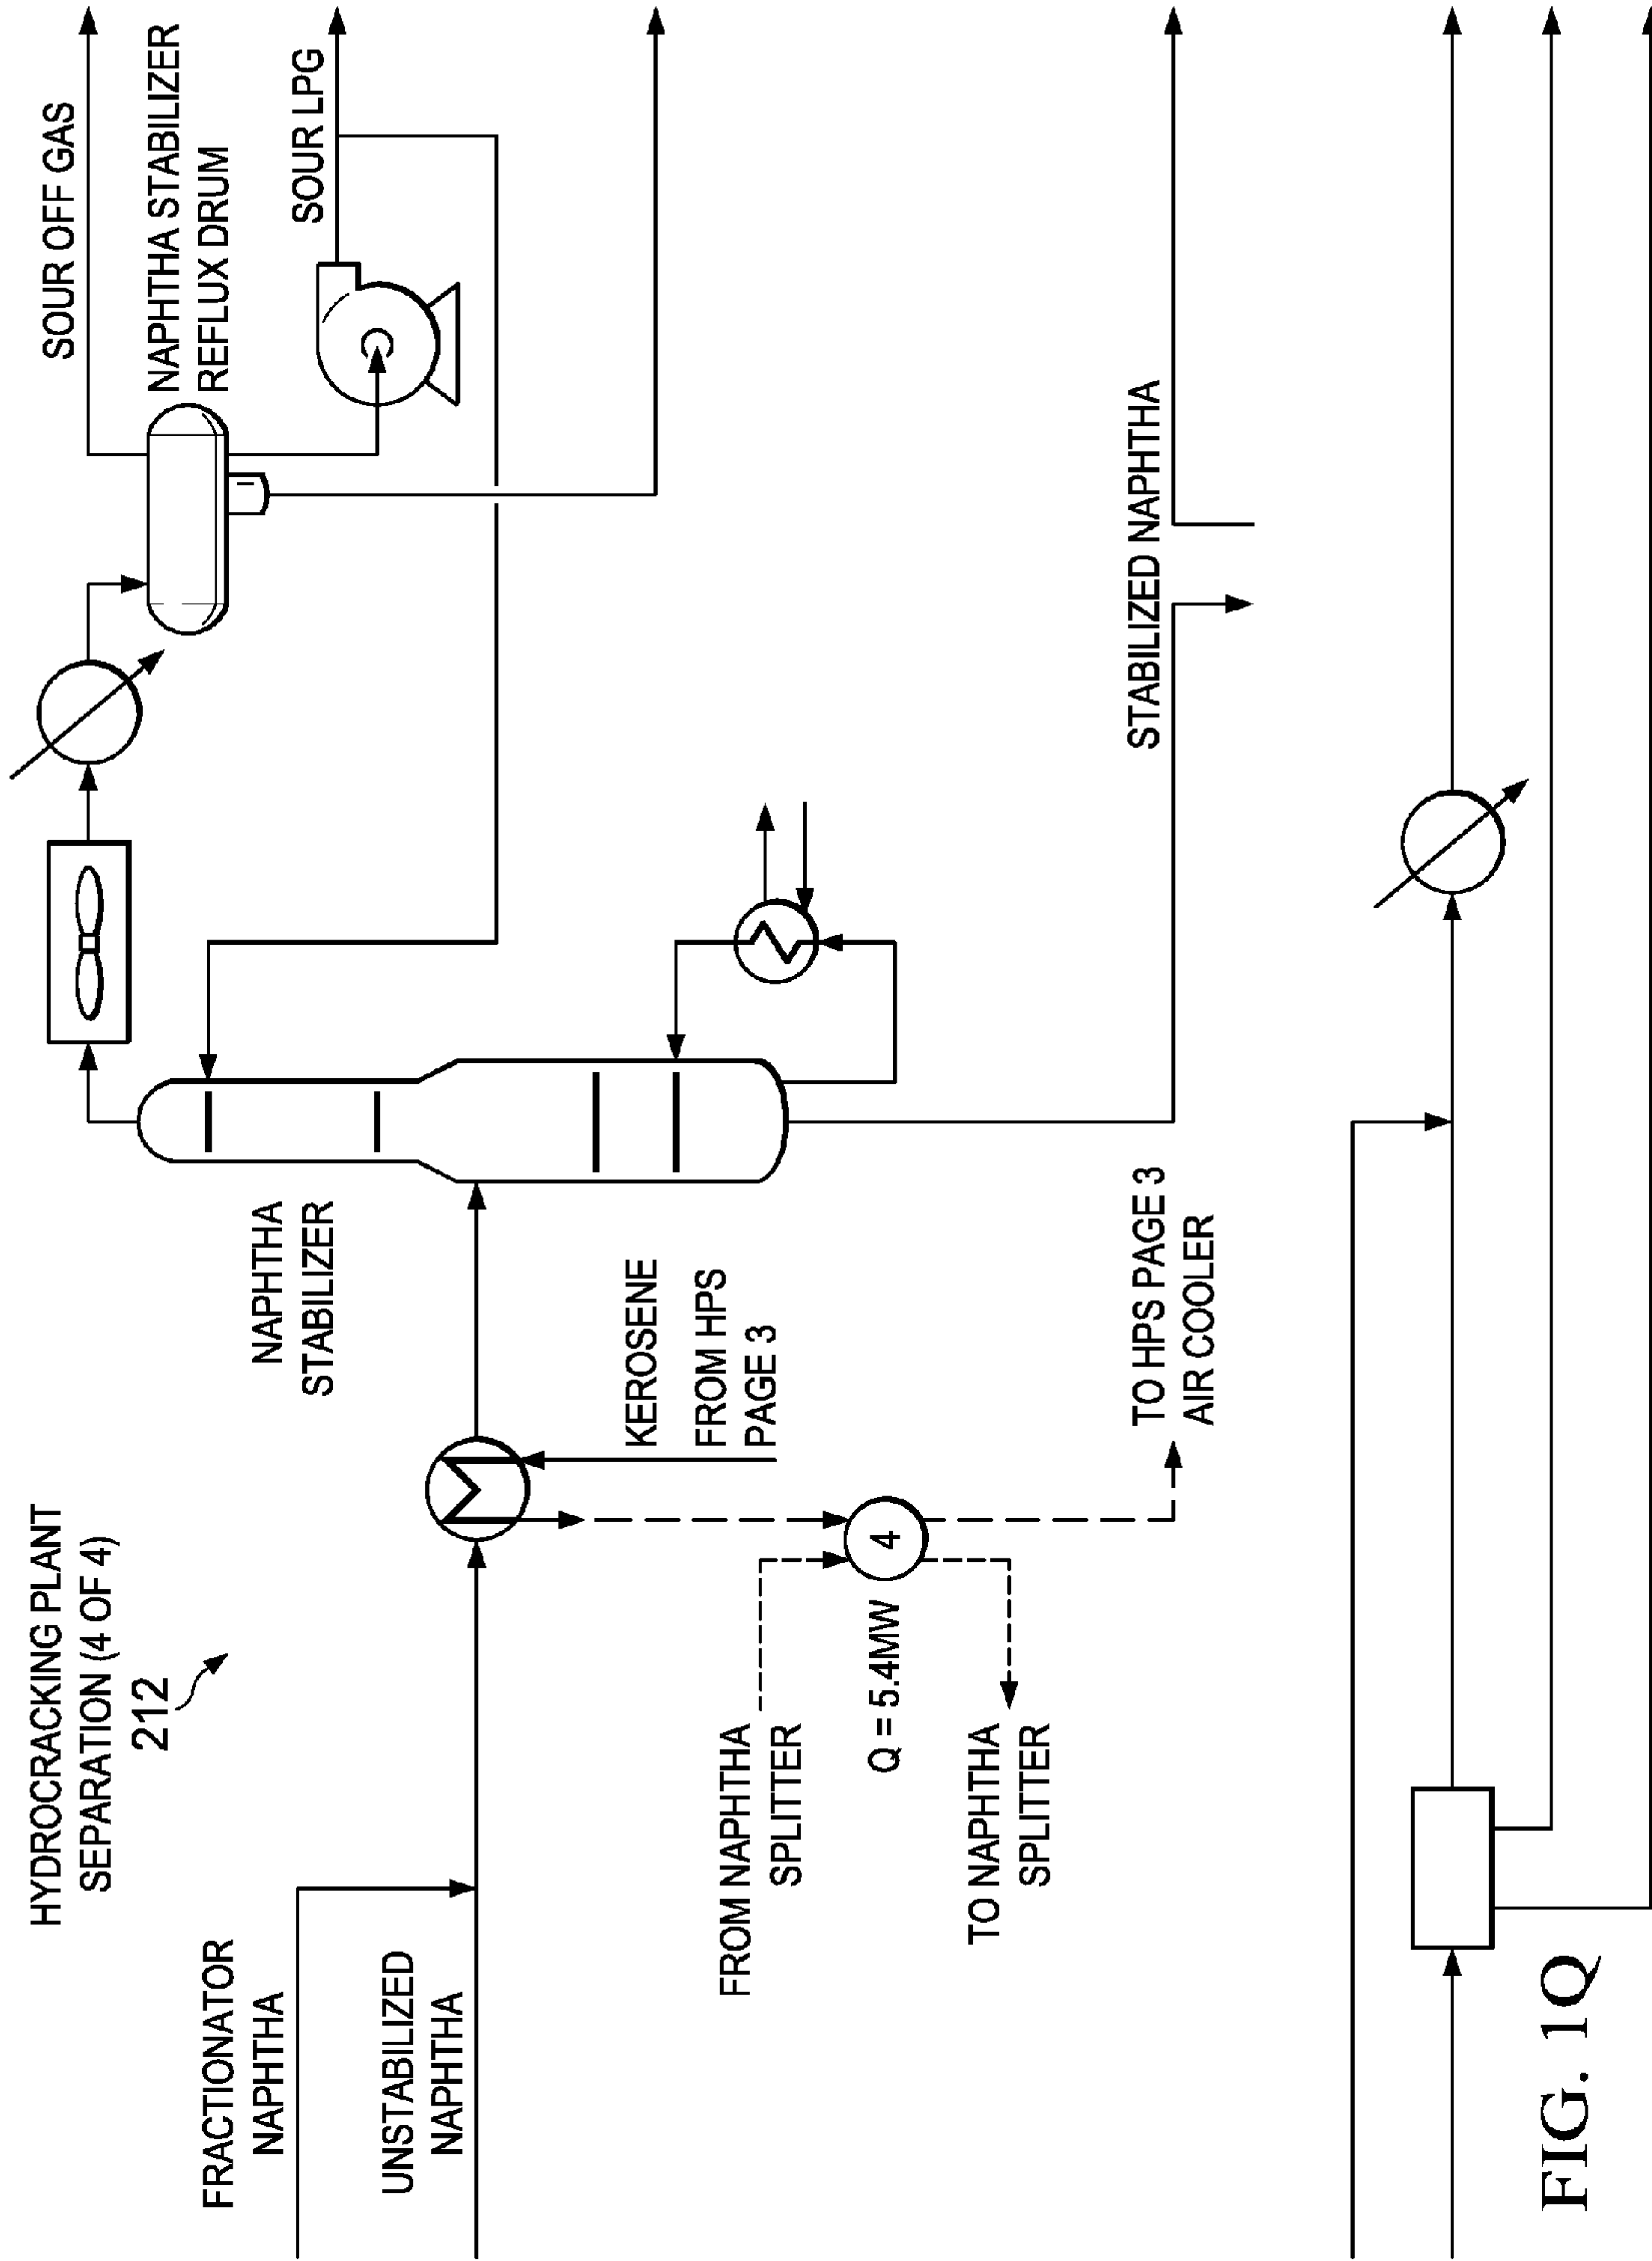 HYDROCRACKING PLANT
SEPARATION (4 OF 4)
212
FRACTIONATOR
NAPHTHA
UNSTABILIZED
NAPHTHA
NAPHTHA
STABILIZER
SOUR OFF GAS
NAPHTHA STABILIZER
REFLUX DRUM
SOUR LPG
KEROSENE
FROM HPS
PAGE 3
FROM NAPHTHA
SPLITTER
4
Q = 5.4MW
TO NAPHTHA
SPLITTER
TO HPS PAGE 3
AIR COOLER
STABILIZED NAPHTHA
FIG. 1Q